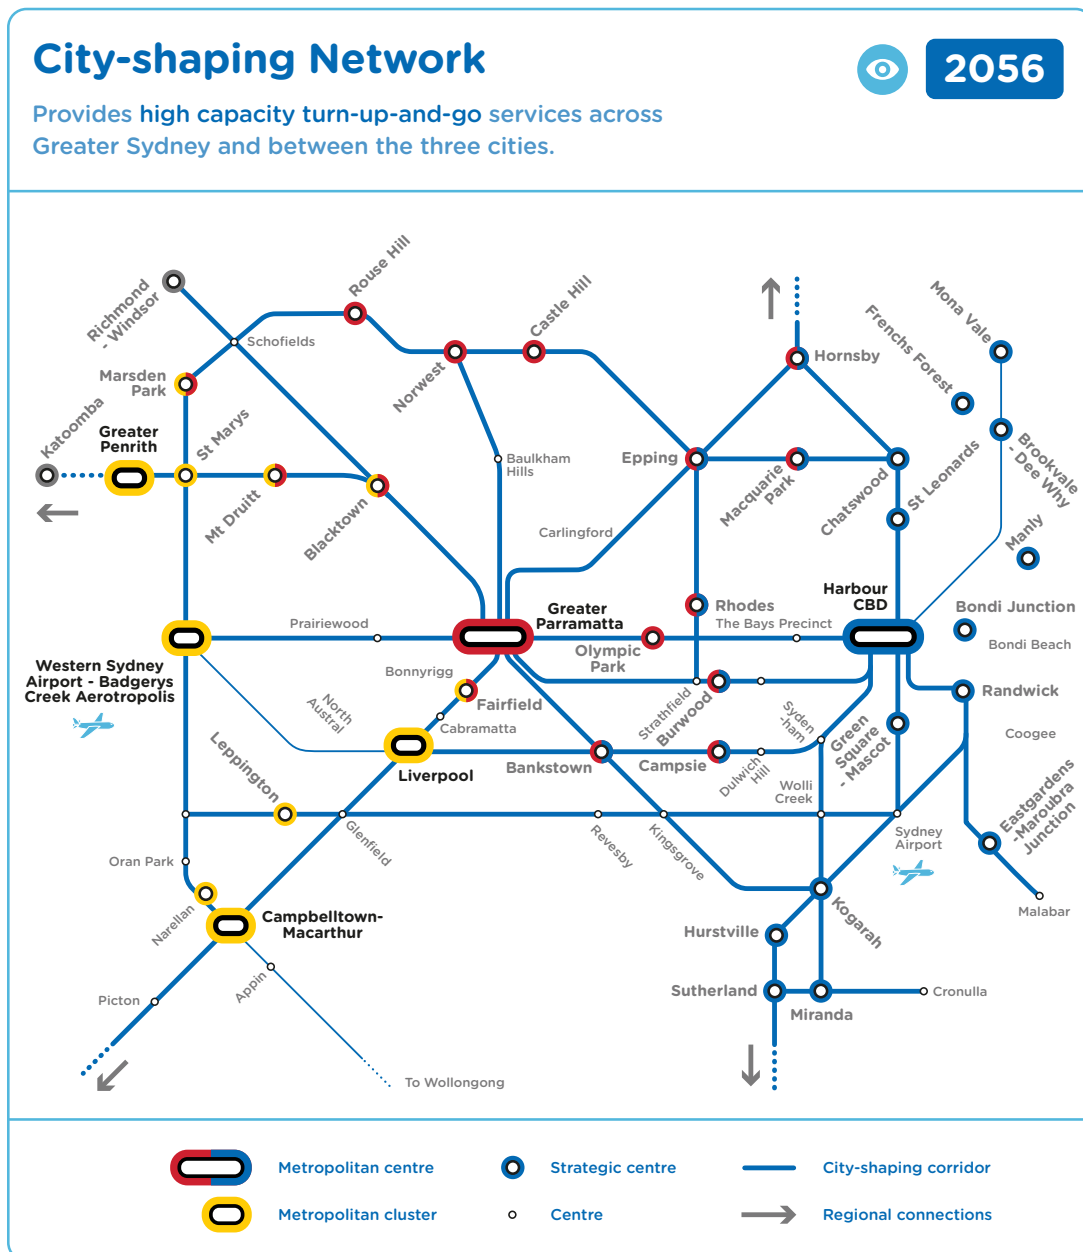 City-shaping Network
2056
Provides high capacity turn-up-and-go services across
Greater Sydney and between the three cities.
Richmond
- Windsor
Rouse Hill
Castle Hill
Schofields
Norwest
Hornsby
Frenchs Forest
Mona Vale
Marsden
Park
Katoomba
Greater
Penrith
St Marys
Mt Druitt
Blacktown
Baulkham
Hills
Epping
Macquarie
Park
Chatswood
St Leonards
Brookvale
- Dee Why
Manly
Carlingford
Harbour
CBD
Greater
Parramatta
Rhodes
The Bays Precinct
Bondi Junction
Bondi Beach
Prairiewood
Olympic
Park
Western Sydney
Airport - Badgerys
Creek Aerotropolis
Bonnyrigg
Fairfield
Cabramatta
Strathfield
Burwood
Randwick
North
Austral
Liverpool
Leppington
Bankstown
Campsie
Dulwich
Hill
Syden
-ham
Green
Square
- Mascot
Coogee
Wolli
Creek
Eastgardens
-Maroubra
Junction
Glenfield
Revesby
Kingsgrove
Sydney
Airport
Oran Park
Narellan
Campbelltown-
Macarthur
Kogarah
Hurstville
Malabar
Appin
Picton
Sutherland
Miranda
Cronulla
To Wollongong
Metropolitan centre
Strategic centre
City-shaping corridor
Metropolitan cluster
Centre
Regional connections